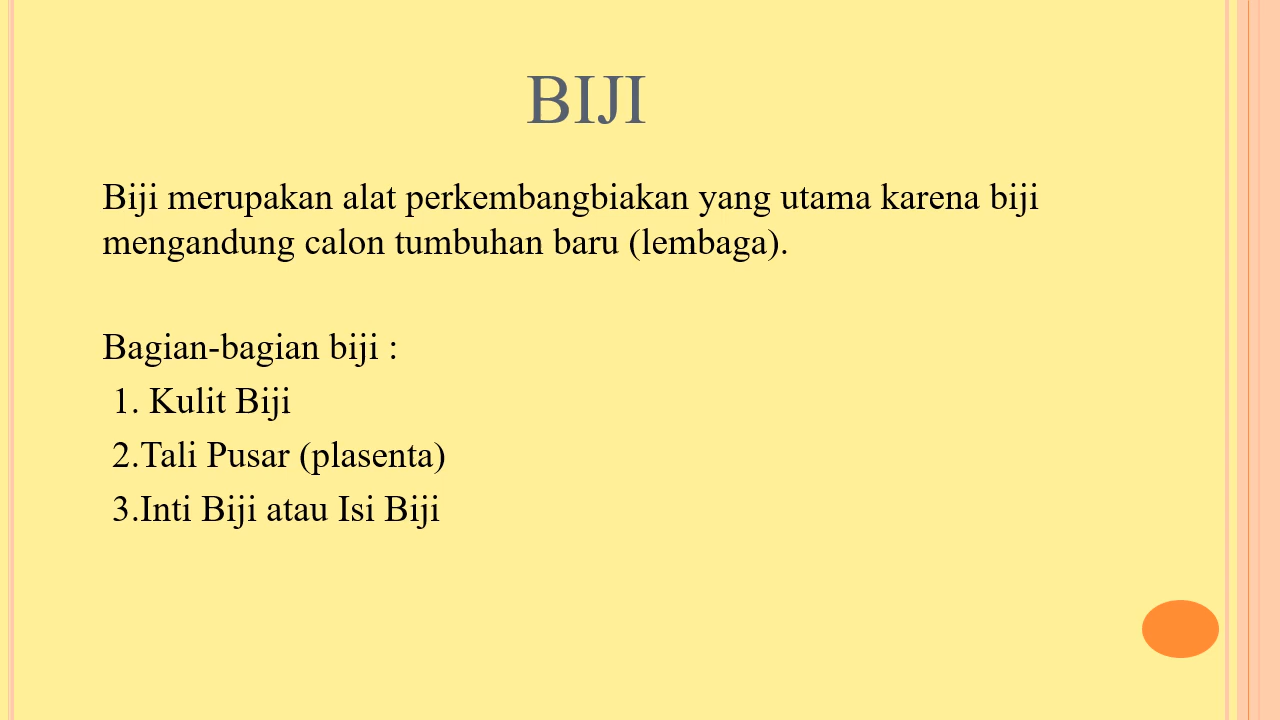 BIJI
Biji merupakan alat perkembangbiakan yang utama karena biji
mengandung calon tumbuhan baru (lembaga).
Bagian-bagian biji :
1. Kulit Biji
2.Tali Pusar (plasenta)
3.Inti Biji atau Isi Biji